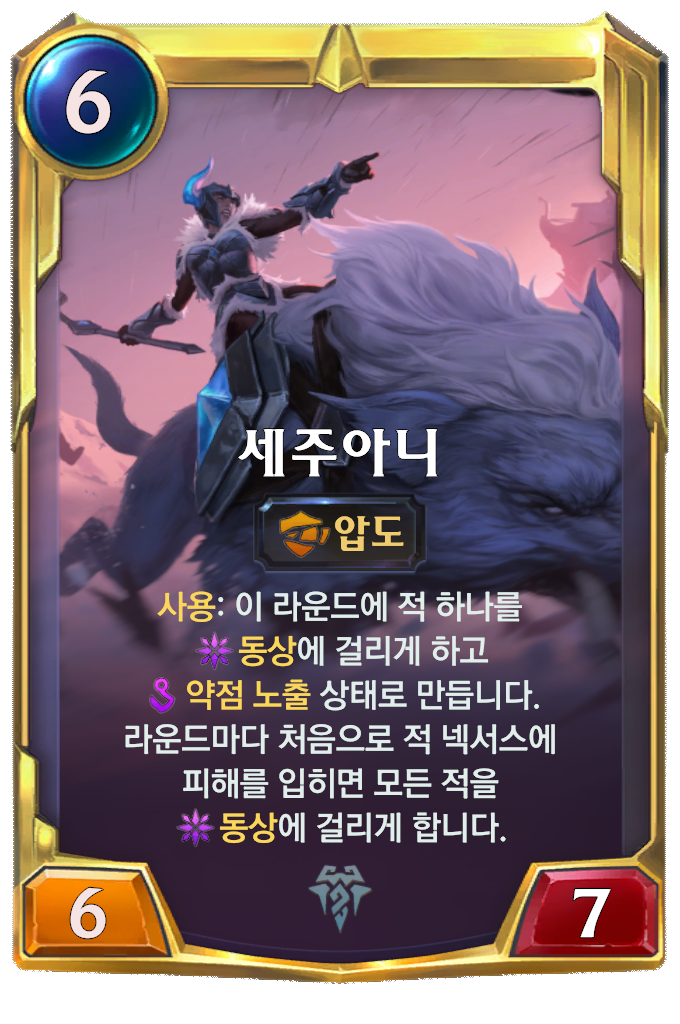 6
세주아니
압도
사용: 이 라운드에 적 하나를
동상에 걸리게 하고
약점 노출 상태로 만듭니다.
라운드마다 처음으로 적 넥서스에
피해를 입히면 모든 적을
동상에 걸리게 합니다.
6
7